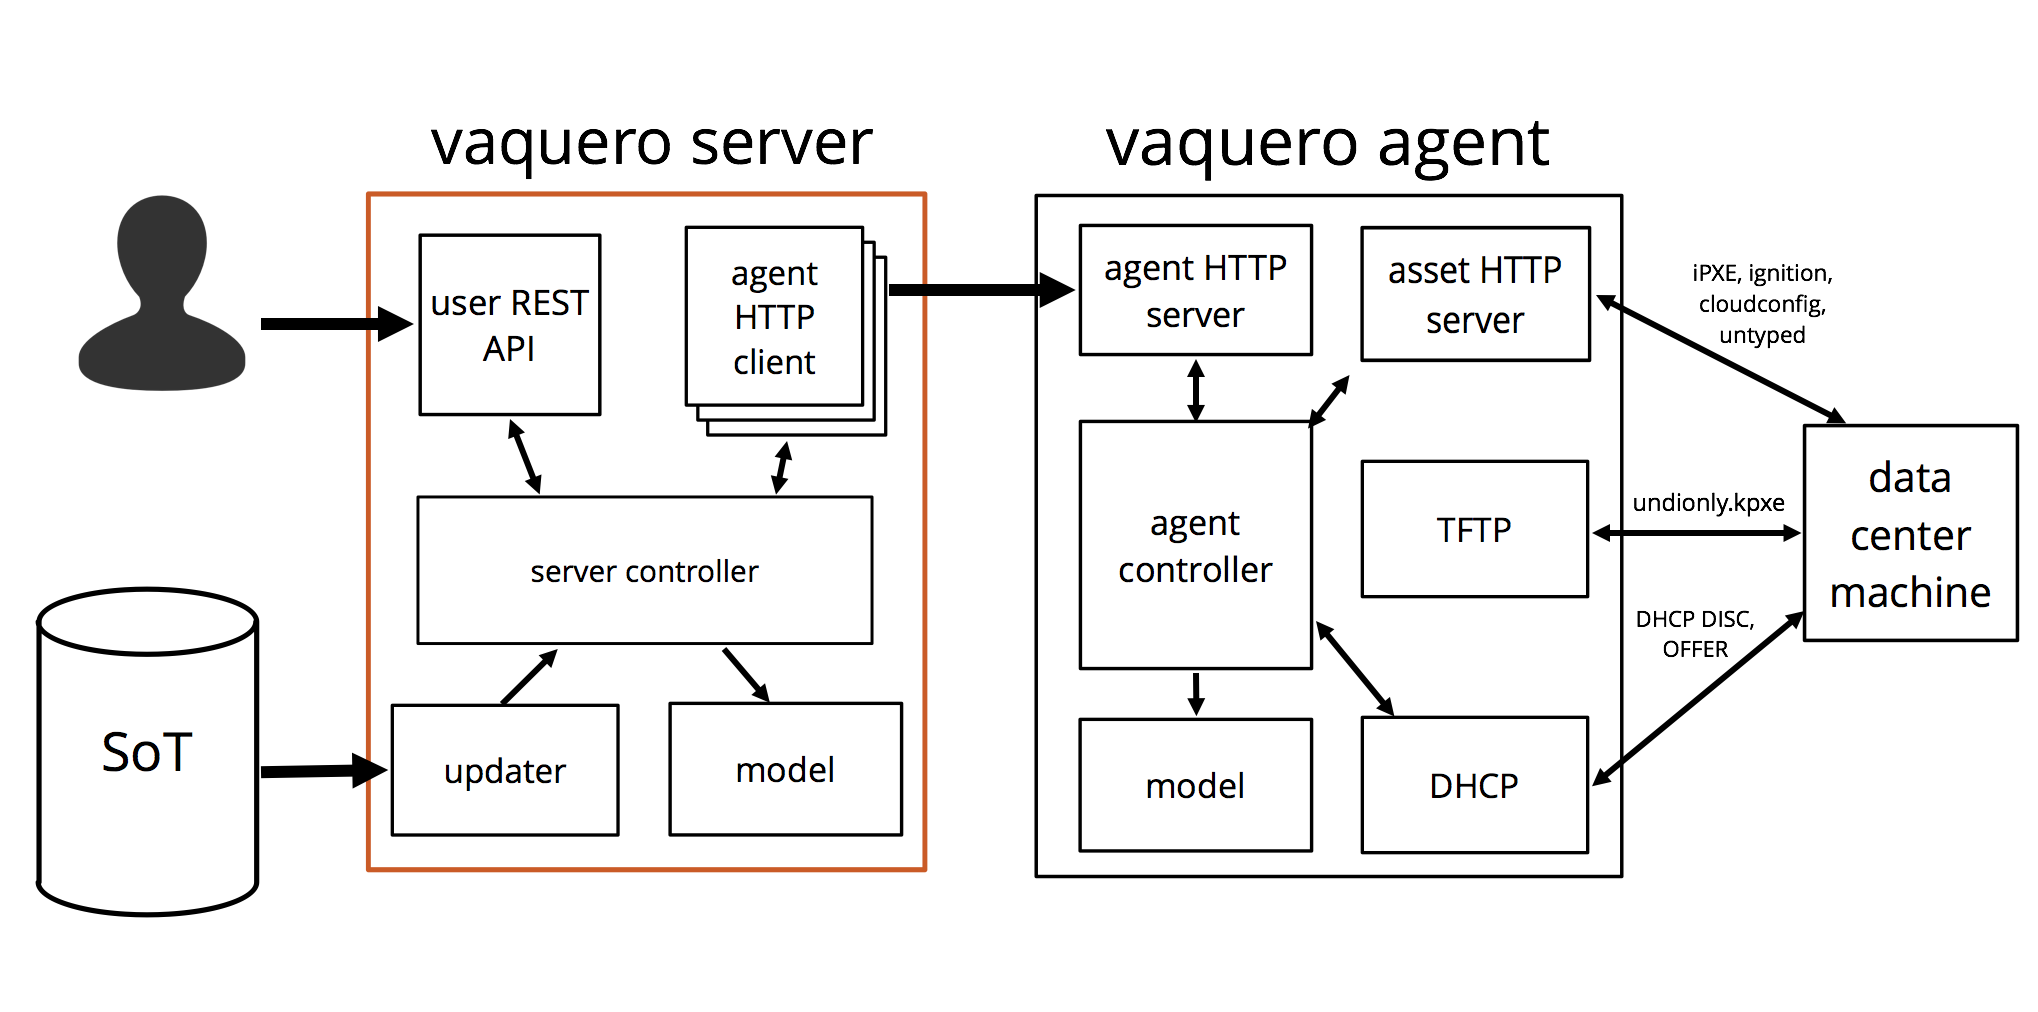 vaquero server
vaquero agent
user REST
API
agent
HTTP
client
server controller
SoT
updater
model
agent HTTP
server
asset HTTP
server
agent
controller
TFTP
model
DHCP
iPXE, ignition,
cloudconfig,
untyped
undionly.kpxe
DHCP DISC,
OFFER
data
center
machine